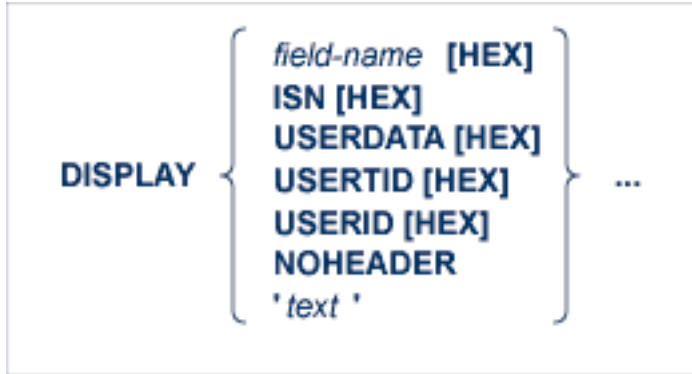 field-name [HEX]
ISN [HEX]
USERDATA [HEX]
DISPLAY USERTID [HEX] ...
USERID [HEX]
NOHEADER
' text '